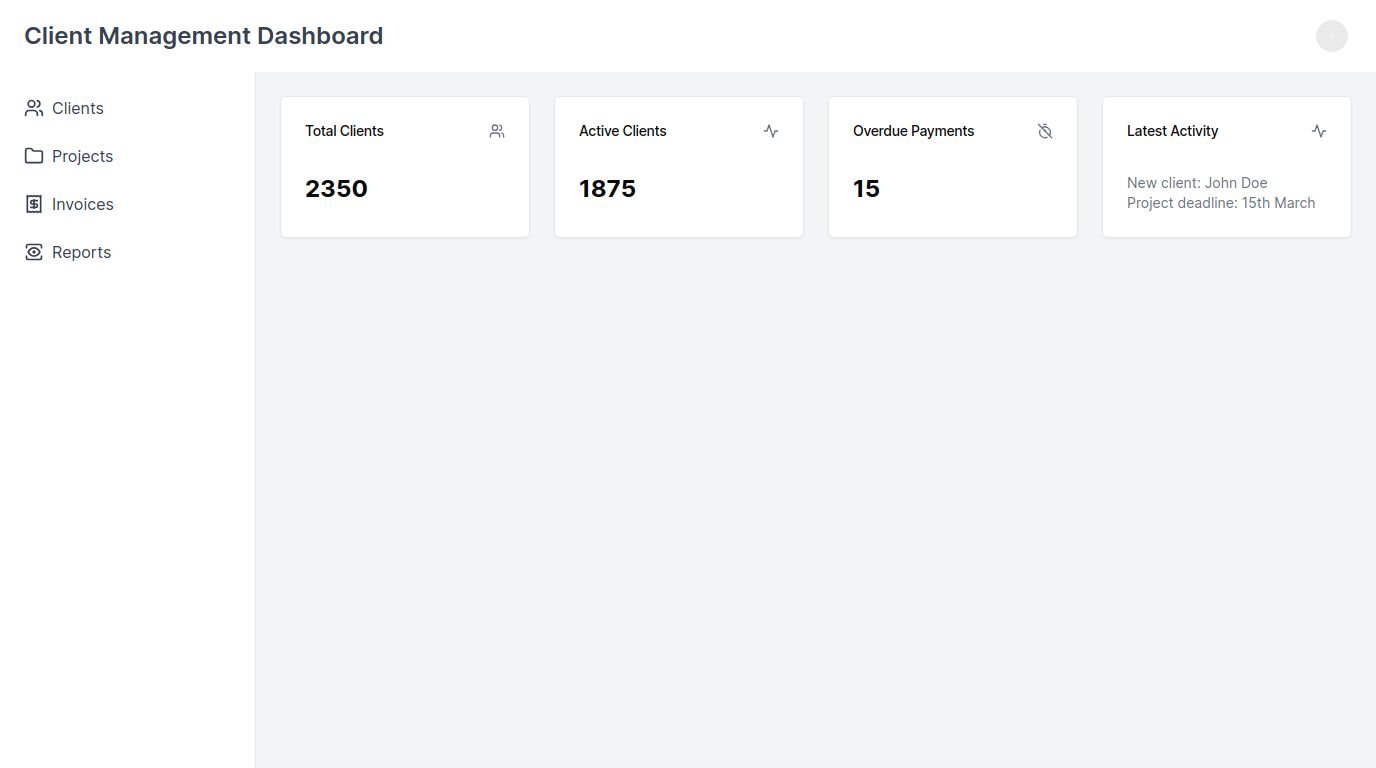 Client Management Dashboard
Clients
Projects
Invoices
Reports
Total Clients
2350
Active Clients
1875
Overdue Payments
15
Latest Activity
New client: John Doe
Project deadline: 15th March